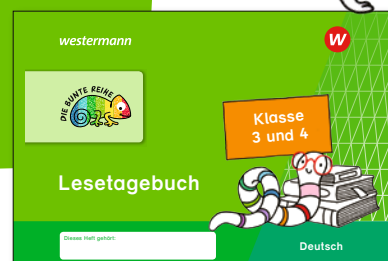 westermann
W
DIE BUNTE REIHE
Klasse
3 und 4
Lesetagebuch
Dieses Heft gehört:
Deutsch